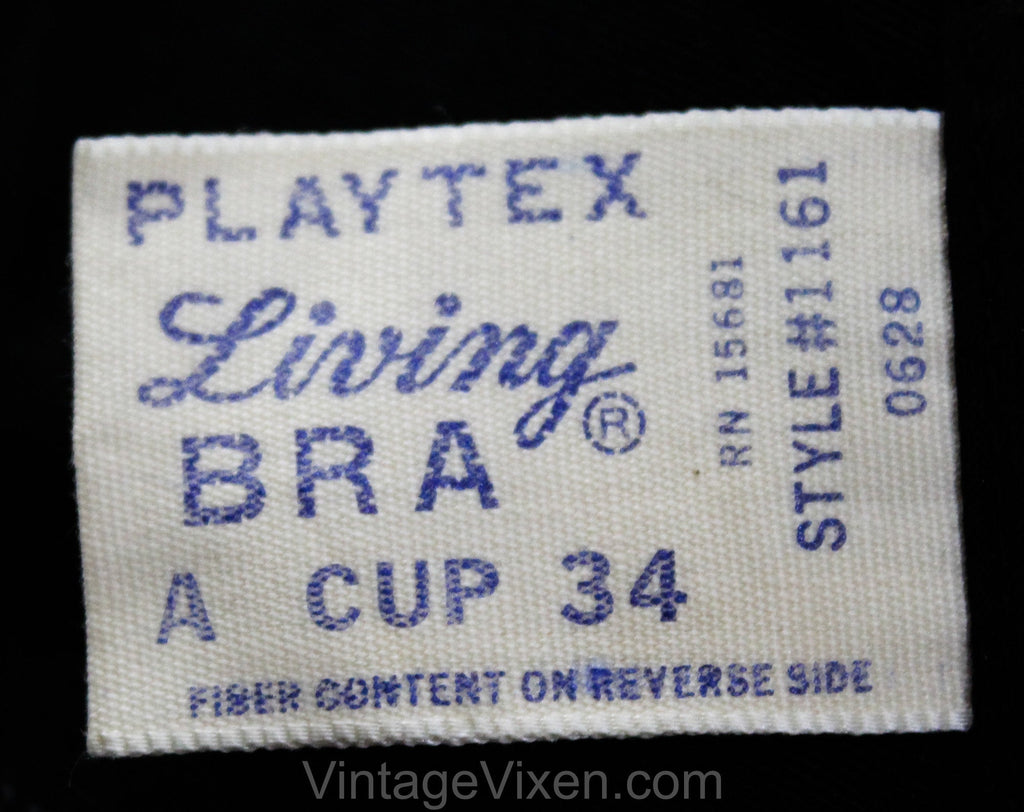 PLAYTEX
Living®
BRA
A CUP 34
FIBER CONTENT ON REVERSE SIDE
RN 15681
STYLE #1161
0628
VintageVixen.com